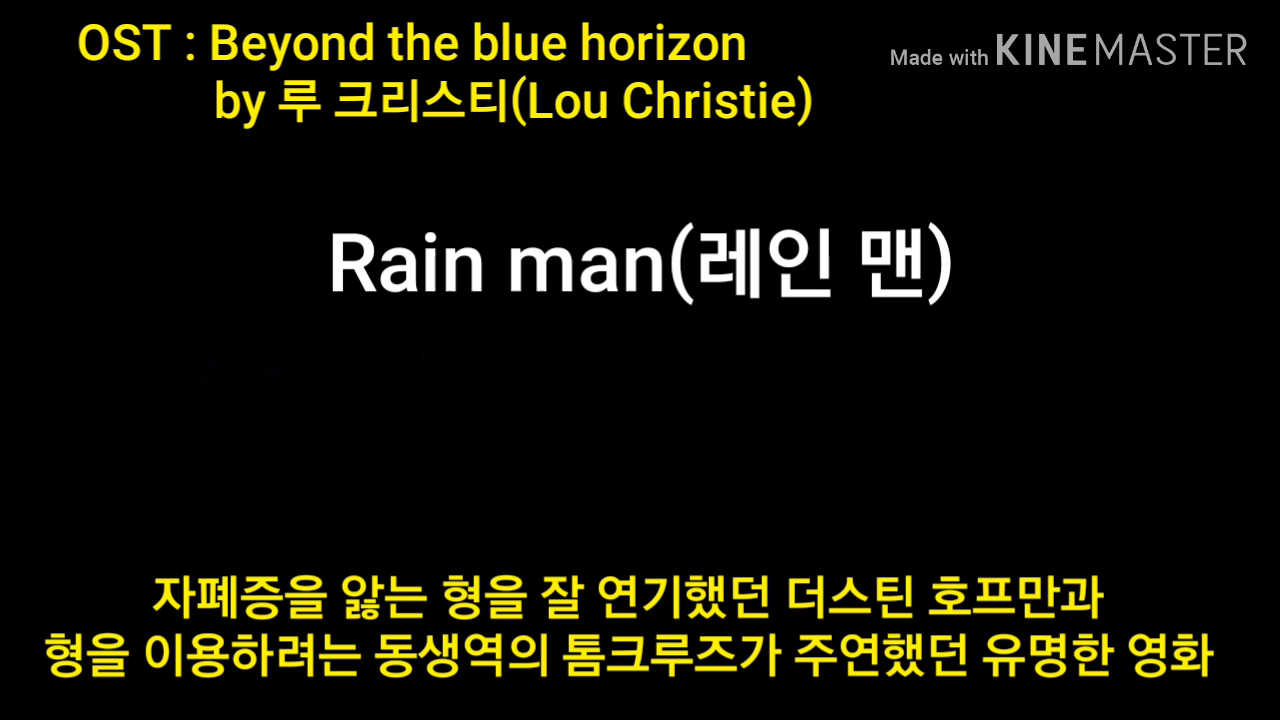 OST : Beyond the blue horizon
by 루 크리스티(Lou Christie)
Made with KINEMASTER
Rain man(레인 맨)
자폐증을 앓는 형을 잘 연기했던 더스틴 호프만과
형을 이용하려는 동생역의 톰크루즈가 주연했던 유명한 영화